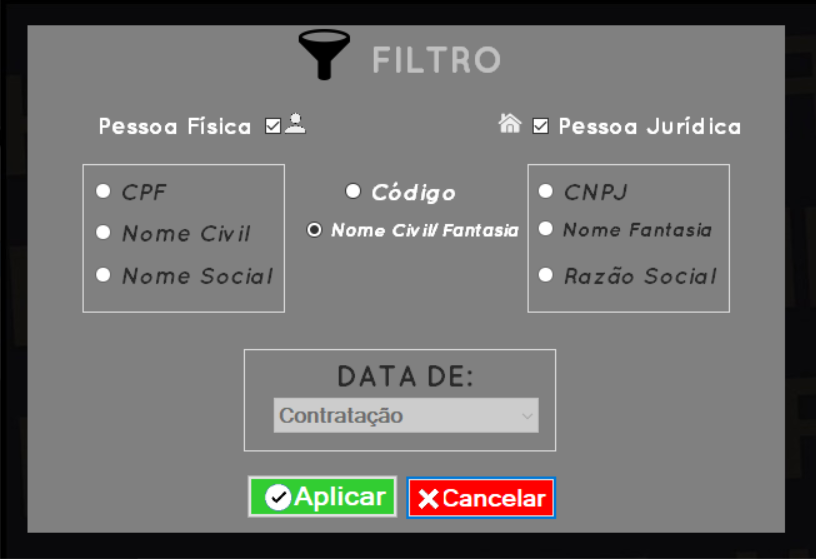 FILTRO
Pessoa Física
Pessoa Jurídica
CPF
Código
CNPJ
Nome Civil
Nome Civil/ Fantasia
Nome Fantasia
Nome Social
Razão Social
DATA DE:
Contratação
Aplicar
Cancelar